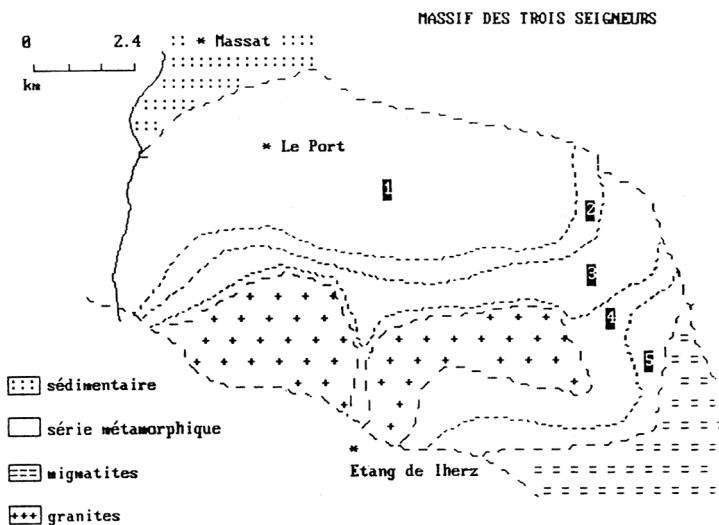 MASSIF DES TROIS SEIGNEURS
0 2.4
km
* Massat
* Le Port
1
2
3
4
5
sédimentaire
série métamorphique
migmatites
granites
*
Etang de lherz